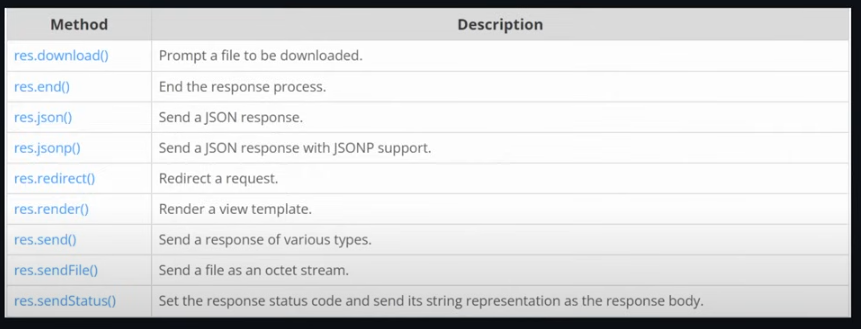 Method Description
res.download() Prompt a file to be downloaded.
res.end() End the response process.
res.json() Send a JSON response.
res.jsonp() Send a JSON response with JSONP support.
res.redirect() Redirect a request.
res.render() Render a view template.
res.send() Send a response of various types.
res.sendFile() Send a file as an octet stream.
res.sendStatus() Set the response status code and send its string representation as the response body.